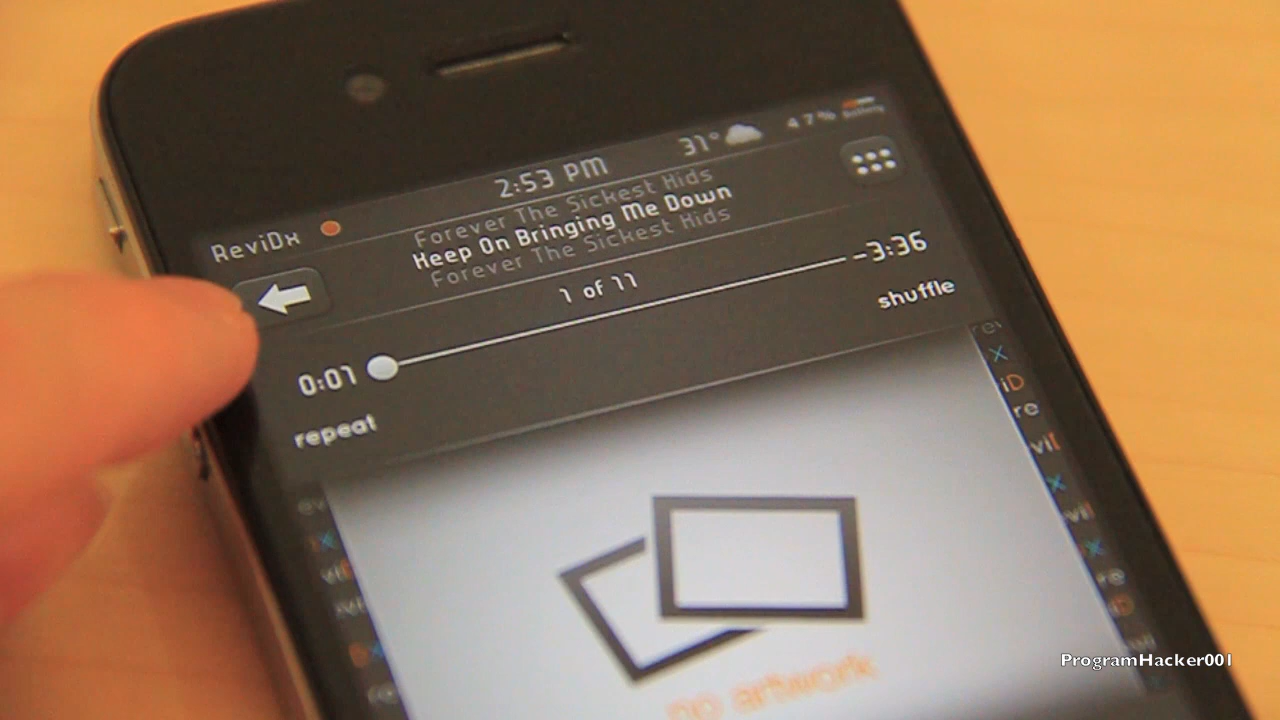 ReviDx
2:53 PM
31°
47%
Forever The Sickest Kids
Keep On Bringing Me Down
Forever The Sickest Kids
1 of 11
0:01
-3:36
repeat
shuffle
no artwork
ProgramHacker001